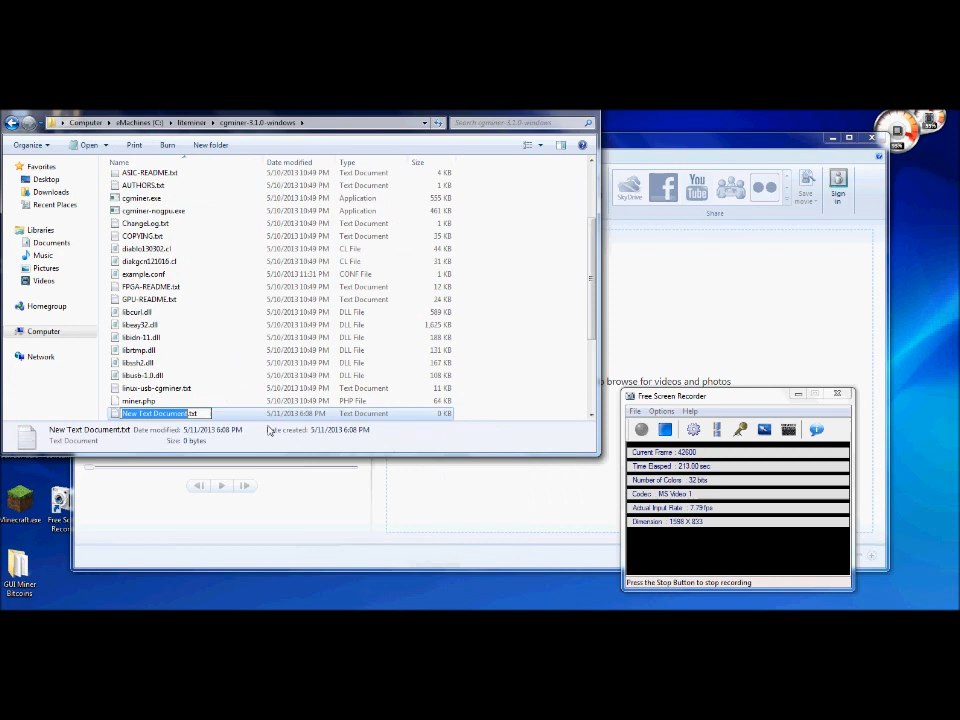 Computer ▸ eMachines (C:) ▸ liteminer ▸ cgminer-3.1.0-windows ▸
Search cgminer-3.1.0-windows
Organize Open Print Burn New folder
Name Date modified Type Size
ASIC-README.txt 5/10/2013 10:49 PM Text Document 4 KB
AUTHORS.txt 5/10/2013 10:49 PM Text Document 3 KB
cgminer.exe 5/10/2013 10:49 PM Application 555 KB
cgminer-nogpu.exe 5/10/2013 10:49 PM Application 461 KB
ChangeLog.txt 5/10/2013 10:49 PM Text Document 1 KB
COPYING.txt 5/10/2013 10:49 PM Text Document 35 KB
diablo130302.cl 5/10/2013 10:49 PM CL File 44 KB
diakgcn121016.cl 5/10/2013 10:49 PM CL File 31 KB
example.conf 5/10/2013 11:31 PM CONF File 1 KB
FPGA-README.txt 5/10/2013 10:49 PM Text Document 12 KB
GPU-README.txt 5/10/2013 10:49 PM Text Document 24 KB
libcurl.dll 5/10/2013 10:49 PM DLL File 589 KB
libeay32.dll 5/10/2013 10:49 PM DLL File 1,625 KB
libidn-11.dll 5/10/2013 10:49 PM DLL File 188 KB
librtmp.dll 5/10/2013 10:49 PM DLL File 131 KB
libssh2.dll 5/10/2013 10:49 PM DLL File 167 KB
libusb-1.0.dll 5/10/2013 10:49 PM DLL File 108 KB
linux-usb-cgminer.txt 5/10/2013 10:49 PM Text Document 11 KB
miner.php 5/10/2013 10:49 PM PHP File 64 KB
New Text Document.txt 5/11/2013 6:08 PM Text Document 0 KB
Favorites
Desktop
Downloads
Recent Places
Libraries
Documents
Music
Pictures
Videos
Homegroup
Computer
Network
New Text Document.txt Date modified: 5/11/2013 6:08 PM Date created: 5/11/2013 6:08 PM
Text Document Size: 0 bytes
SkyDrive
You
Tube
Save
movie
Sign
in
Share
browse for videos and photos
Free Screen Recorder
File Options Help
Current Frame : 42600
Time Elasped : 213.00 sec
Number of Colors : 32 bits
Codec : MS Video 1
Actual Input Rate : 7.79 fps
Dimension : 1598 X 833
Press the Stop Button to stop recording
Minecraft.exe
Free Sc
Recor
GUI Miner
Bitcoins